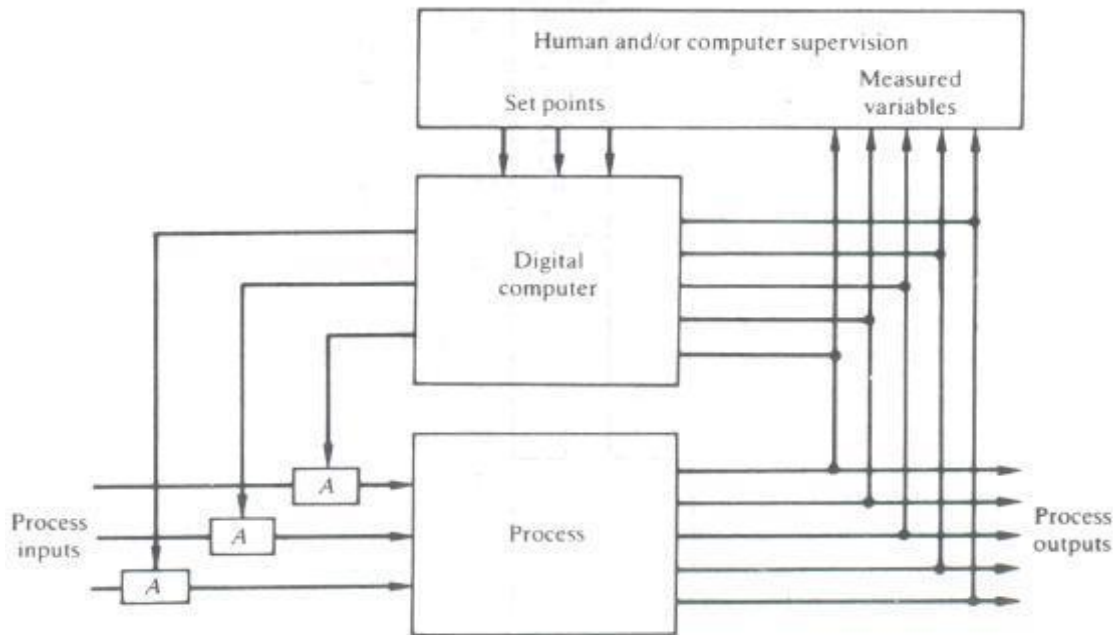 Human and/or computer supervision
Set points
Measured
variables
Digital
computer
Process
inputs
A
A
A
Process
Process
outputs